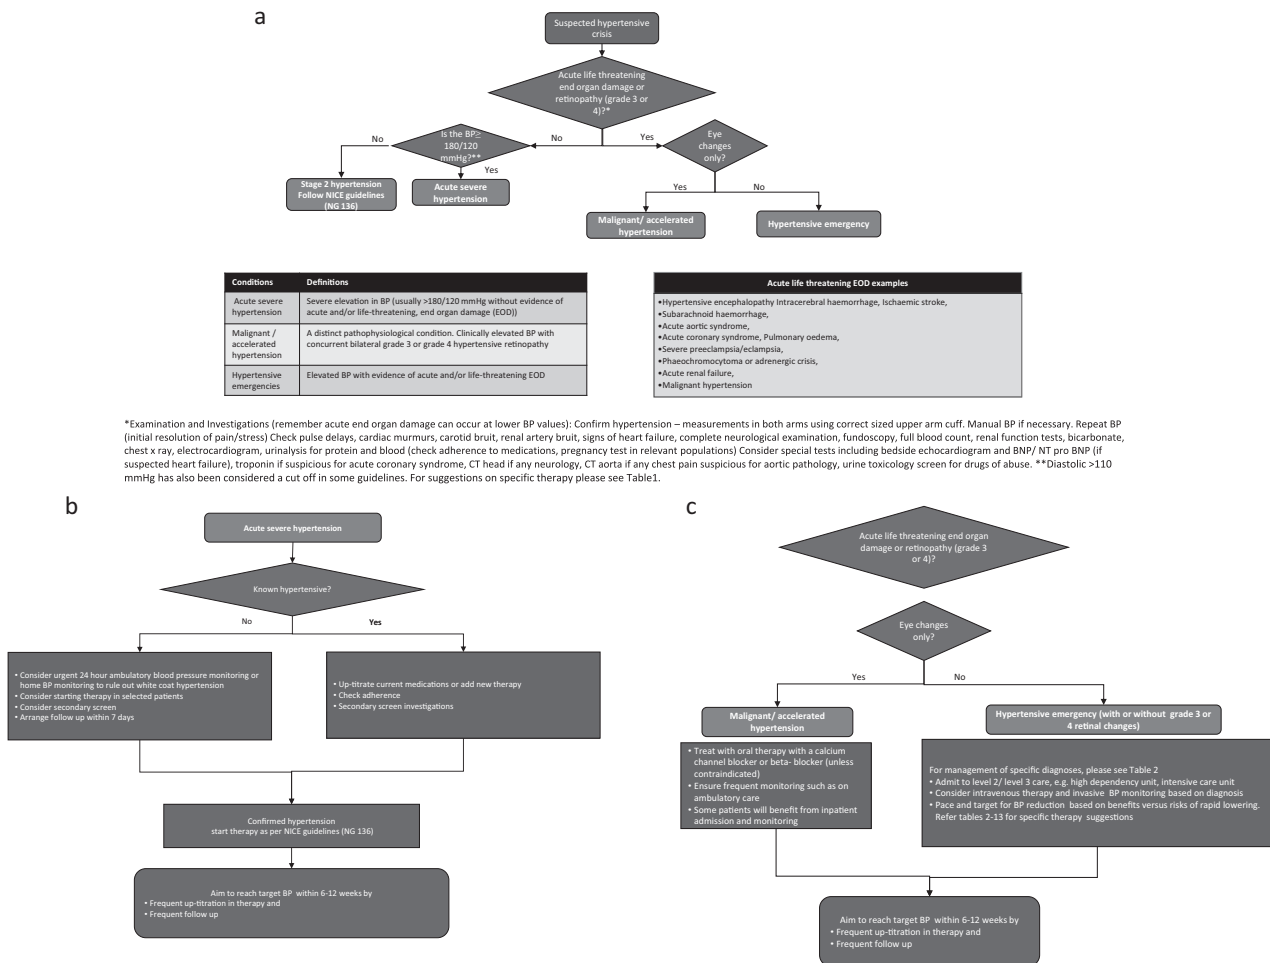 a
Suspected hypertensive
crisis
Acute life threatening
end organ damage or
retinopathy (grade 3 or
4)?*
No
Is the BP≥
180/120
mmHg?**
No
Yes
Eye
changes
only?
Yes
Stage 2 hypertension
Follow NICE guidelines
(NG 136)
Acute severe
hypertension
Yes
No
Malignant/ accelerated
hypertension
Hypertensive emergency
Conditions
Definitions
Acute severe
hypertension
Severe elevation in BP (usually >180/120 mmHg without evidence of
acute and/or life-threatening, end organ damage (EOD))
Malignant /
accelerated
hypertension
A distinct pathophysiological condition. Clinically elevated BP with
concurrent bilateral grade 3 or grade 4 hypertensive retinopathy
Hypertensive
emergencies
Elevated BP with evidence of acute and/or life-threatening EOD
Acute life threatening EOD examples
•Hypertensive encephalopathy Intracerebral haemorrhage, Ischaemic stroke,
•Subarachnoid haemorrhage,
•Acute aortic syndrome,
•Acute coronary syndrome, Pulmonary oedema,
•Severe preeclampsia/eclampsia,
•Phaeochromocytoma or adrenergic crisis,
•Acute renal failure,
•Malignant hypertension
*Examination and Investigations (remember acute end organ damage can occur at lower BP values): Confirm hypertension – measurements in both arms using correct sized upper arm cuff. Manual BP if necessary. Repeat BP
(initial resolution of pain/stress) Check pulse delays, cardiac murmurs, carotid bruit, renal artery bruit, signs of heart failure, complete neurological examination, fundoscopy, full blood count, renal function tests, bicarbonate,
chest x ray, electrocardiogram, urinalysis for protein and blood (check adherence to medications, pregnancy test in relevant populations) Consider special tests including bedside echocardiogram and BNP/ NT pro BNP (if
suspected heart failure), troponin if suspicious for acute coronary syndrome, CT head if any neurology, CT aorta if any chest pain suspicious for aortic pathology, urine toxicology screen for drugs of abuse. **Diastolic >110
mmHg has also been considered a cut off in some guidelines. For suggestions on specific therapy please see Table1.
b
Acute severe hypertension
Known hypertensive?
No
Yes
• Consider urgent 24 hour ambulatory blood pressure monitoring or
home BP monitoring to rule out white coat hypertension
• Consider starting therapy in selected patients
• Consider secondary screen
• Arrange follow up within 7 days
• Up-titrate current medications or add new therapy
• Check adherence
• Secondary screen investigations
Confirmed hypertension
start therapy as per NICE guidelines (NG 136)
Aim to reach target BP within 6-12 weeks by
• Frequent up-titration in therapy and
• Frequent follow up
c
Acute life threatening end organ
damage or retinopathy (grade 3
or 4)?
Eye changes
only?
Yes
No
Malignant/ accelerated
hypertension
Hypertensive emergency (with or without grade 3 or
4 retinal changes)
• Treat with oral therapy with a calcium
channel blocker or beta- blocker (unless
contraindicated)
• Ensure frequent monitoring such as on
ambulatory care
• Some patients will benefit from inpatient
admission and monitoring
For management of specific diagnoses, please see Table 2
• Admit to level 2/ level 3 care, e.g. high dependency unit, intensive care unit
• Consider intravenous therapy and invasive BP monitoring based on diagnosis
• Pace and target for BP reduction based on benefits versus risks of rapid lowering.
Refer tables 2-13 for specific therapy suggestions
Aim to reach target BP within 6-12 weeks by
• Frequent up-titration in therapy and
• Frequent follow up